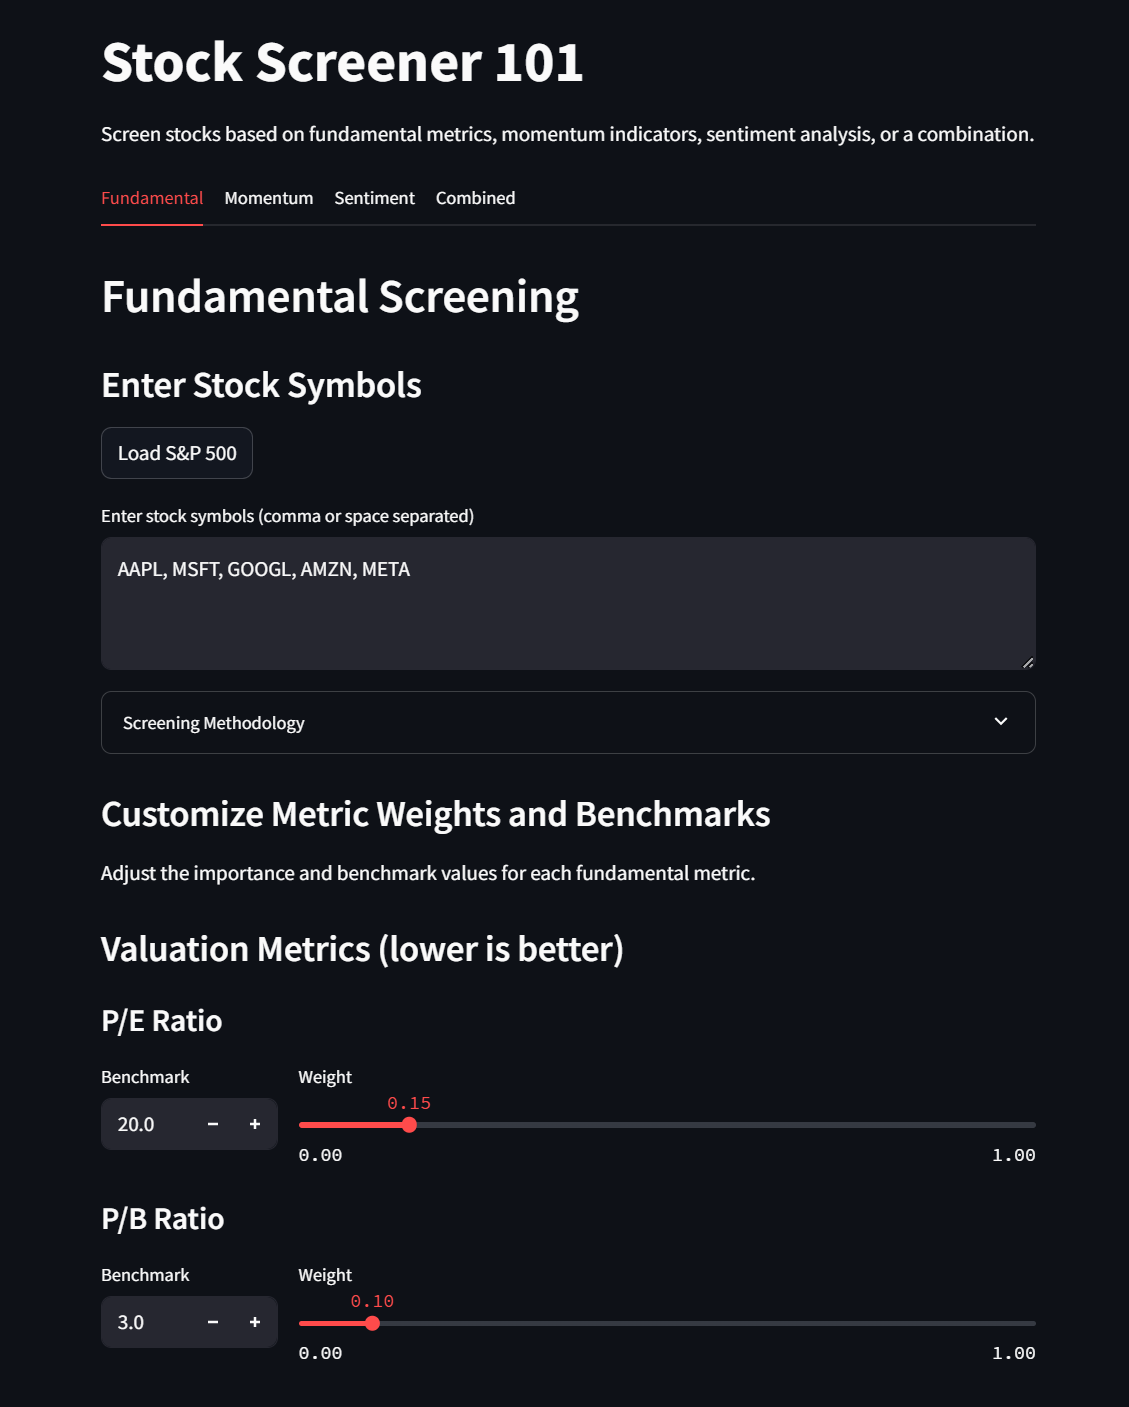 Stock Screener 101
Screen stocks based on fundamental metrics, momentum indicators, sentiment analysis, or a combination.
Fundamental Momentum Sentiment Combined
Fundamental Screening
Enter Stock Symbols
Load S&P 500
Enter stock symbols (comma or space separated)
AAPL, MSFT, GOOGL, AMZN, META
Screening Methodology
Customize Metric Weights and Benchmarks
Adjust the importance and benchmark values for each fundamental metric.
Valuation Metrics (lower is better)
P/E Ratio
Benchmark Weight
0.15
20.0 − +
0.00 1.00
P/B Ratio
Benchmark Weight
0.10
3.0 − +
0.00 1.00